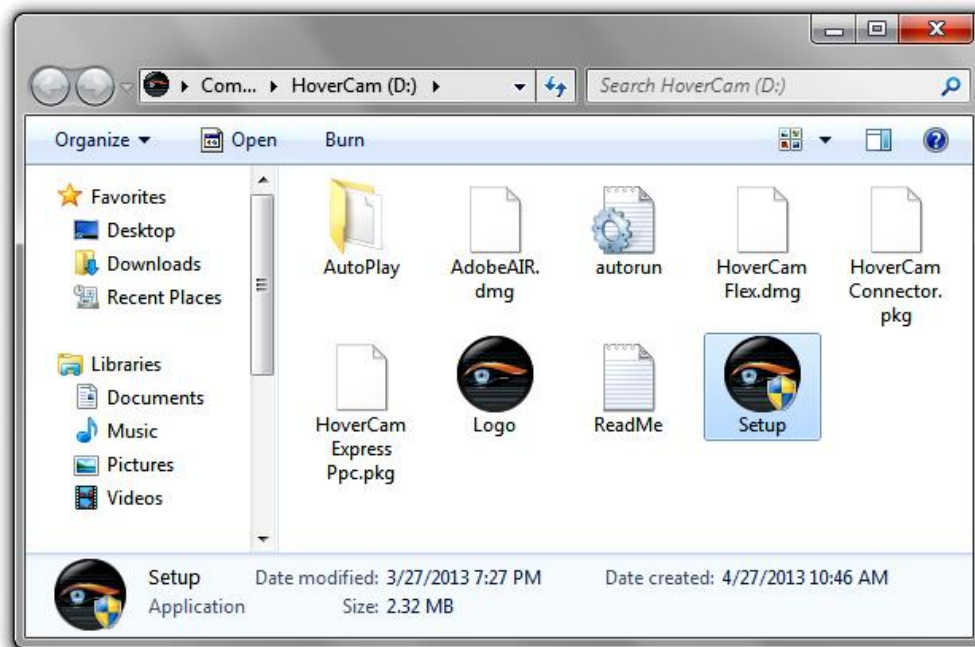 Com... HoverCam (D:) Search HoverCam (D:)
Organize Open Burn
Favorites
Desktop
Downloads
Recent Places
Libraries
Documents
Music
Pictures
Videos
AutoPlay
AdobeAIR.
dmg
autorun
HoverCam
Flex.dmg
HoverCam
Connector.
pkg
HoverCam
Express
Ppc.pkg
Logo
ReadMe
Setup
Setup Date modified: 3/27/2013 7:27 PM Date created: 4/27/2013 10:46 AM
Application Size: 2.32 MB